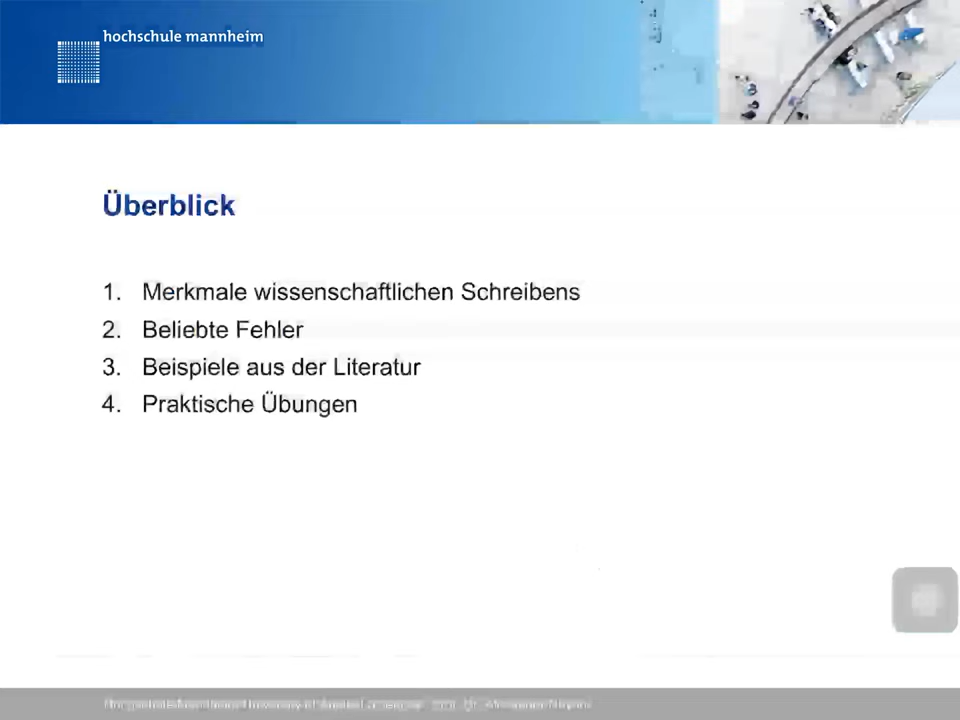 hochschule mannheim
Überblick
1. Merkmale wissenschaftlichen Schreibens
2. Beliebte Fehler
3. Beispiele aus der Literatur
4. Praktische Übungen